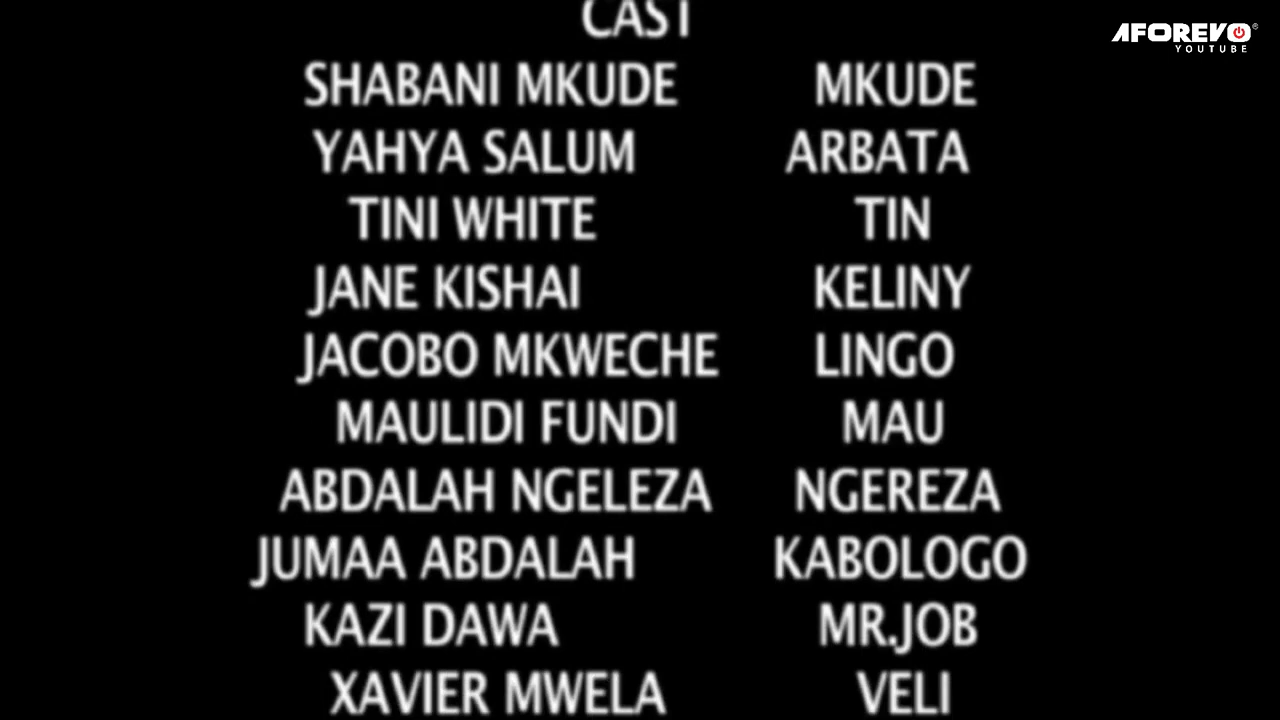 CAST
AFOREVO®
YOUTUBE
SHABANI MKUDE MKUDE
YAHYA SALUM ARBATA
TINI WHITE TIN
JANE KISHAI KELINY
JACOBO MKWECHE LINGO
MAULIDI FUNDI MAU
ABDALAH NGELEZA NGEREZA
JUMAA ABDALAH KABOLOGO
KAZI DAWA MR.JOB
XAVIER MWELA VELI